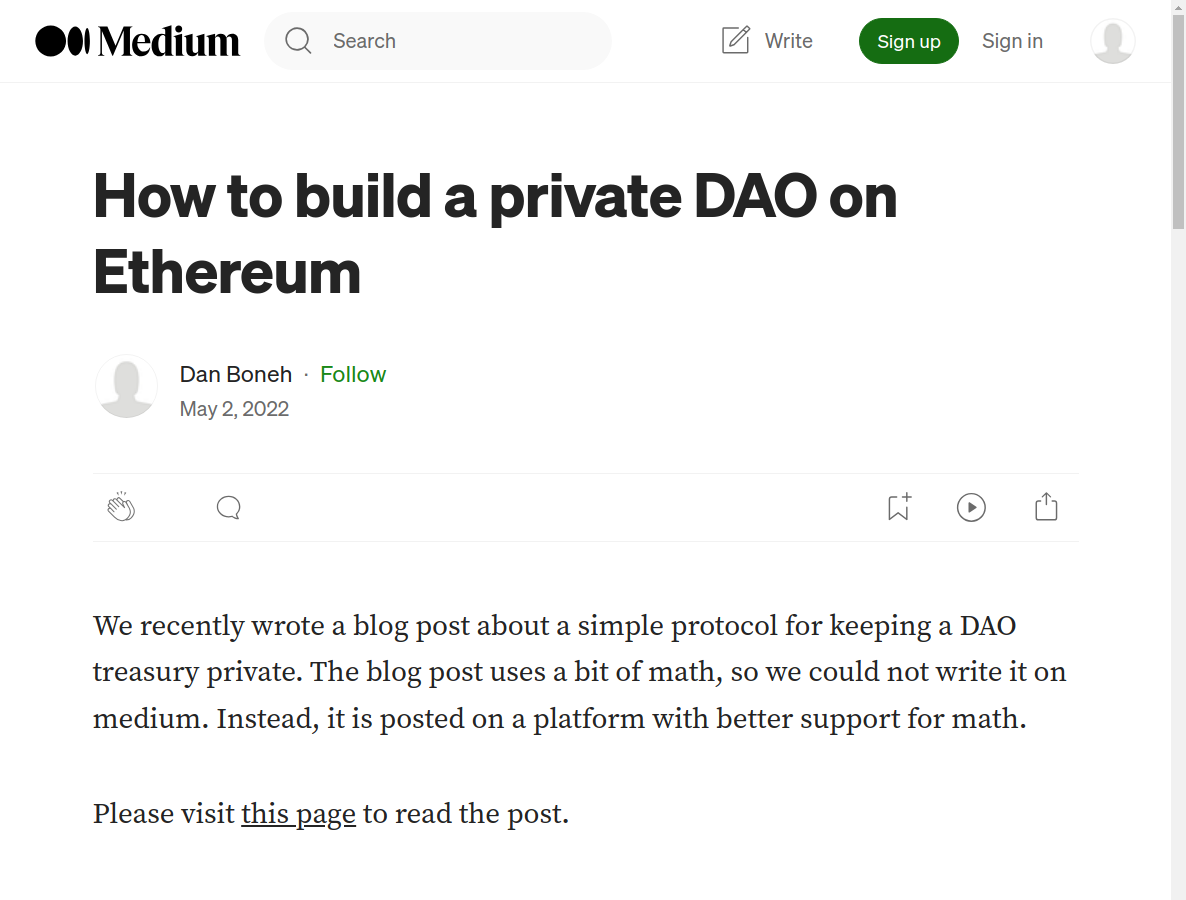 Medium
Search
Write
Sign up
Sign in
How to build a private DAO on
Ethereum
Dan Boneh · Follow
May 2, 2022
We recently wrote a blog post about a simple protocol for keeping a DAO
treasury private. The blog post uses a bit of math, so we could not write it on
medium. Instead, it is posted on a platform with better support for math.
Please visit this page to read the post.